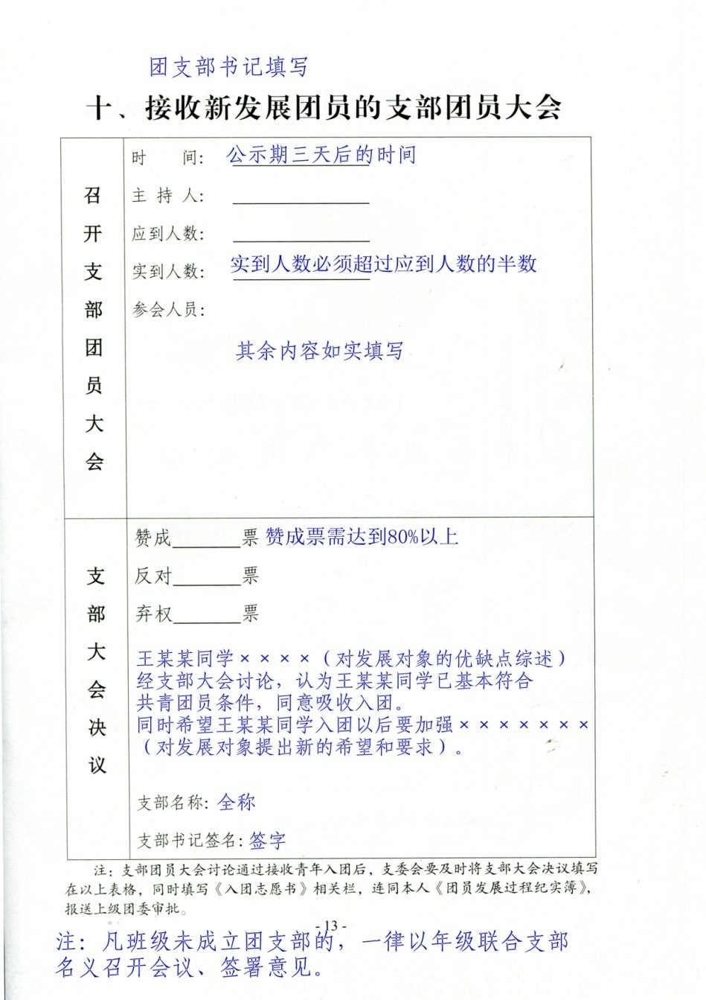 团支部书记填写
十、接收新发展团员的支部团员大会
召开支部团员大会
时 间: 公示期三天后的时间
主 持 人:
应到人数:
实到人数: 实到人数必须超过应到人数的半数
参会人员:
其余内容如实填写
支部大会决议
赞成______票 赞成票需达到80%以上
反对______票
弃权______票
王某某同学××××(对发展对象的优缺点综述)
经支部大会讨论，认为王某某同学已基本符合
共青团员条件，同意吸收入团。
同时希望王某某同学入团以后要加强×××××××
(对发展对象提出新的希望和要求)。
支部名称: 全称
支部书记签名: 签字
注：支部团员大会讨论通过接收青年入团后，支委会要及时将支部大会决议填写
在以上表格，同时填写《入团志愿书》相关栏，连同本人《团员发展过程纪实簿》，
报送上级团委审批。
- 13 -
注：凡班级未成立团支部的，一律以年级联合支部
名义召开会议、签署意见。